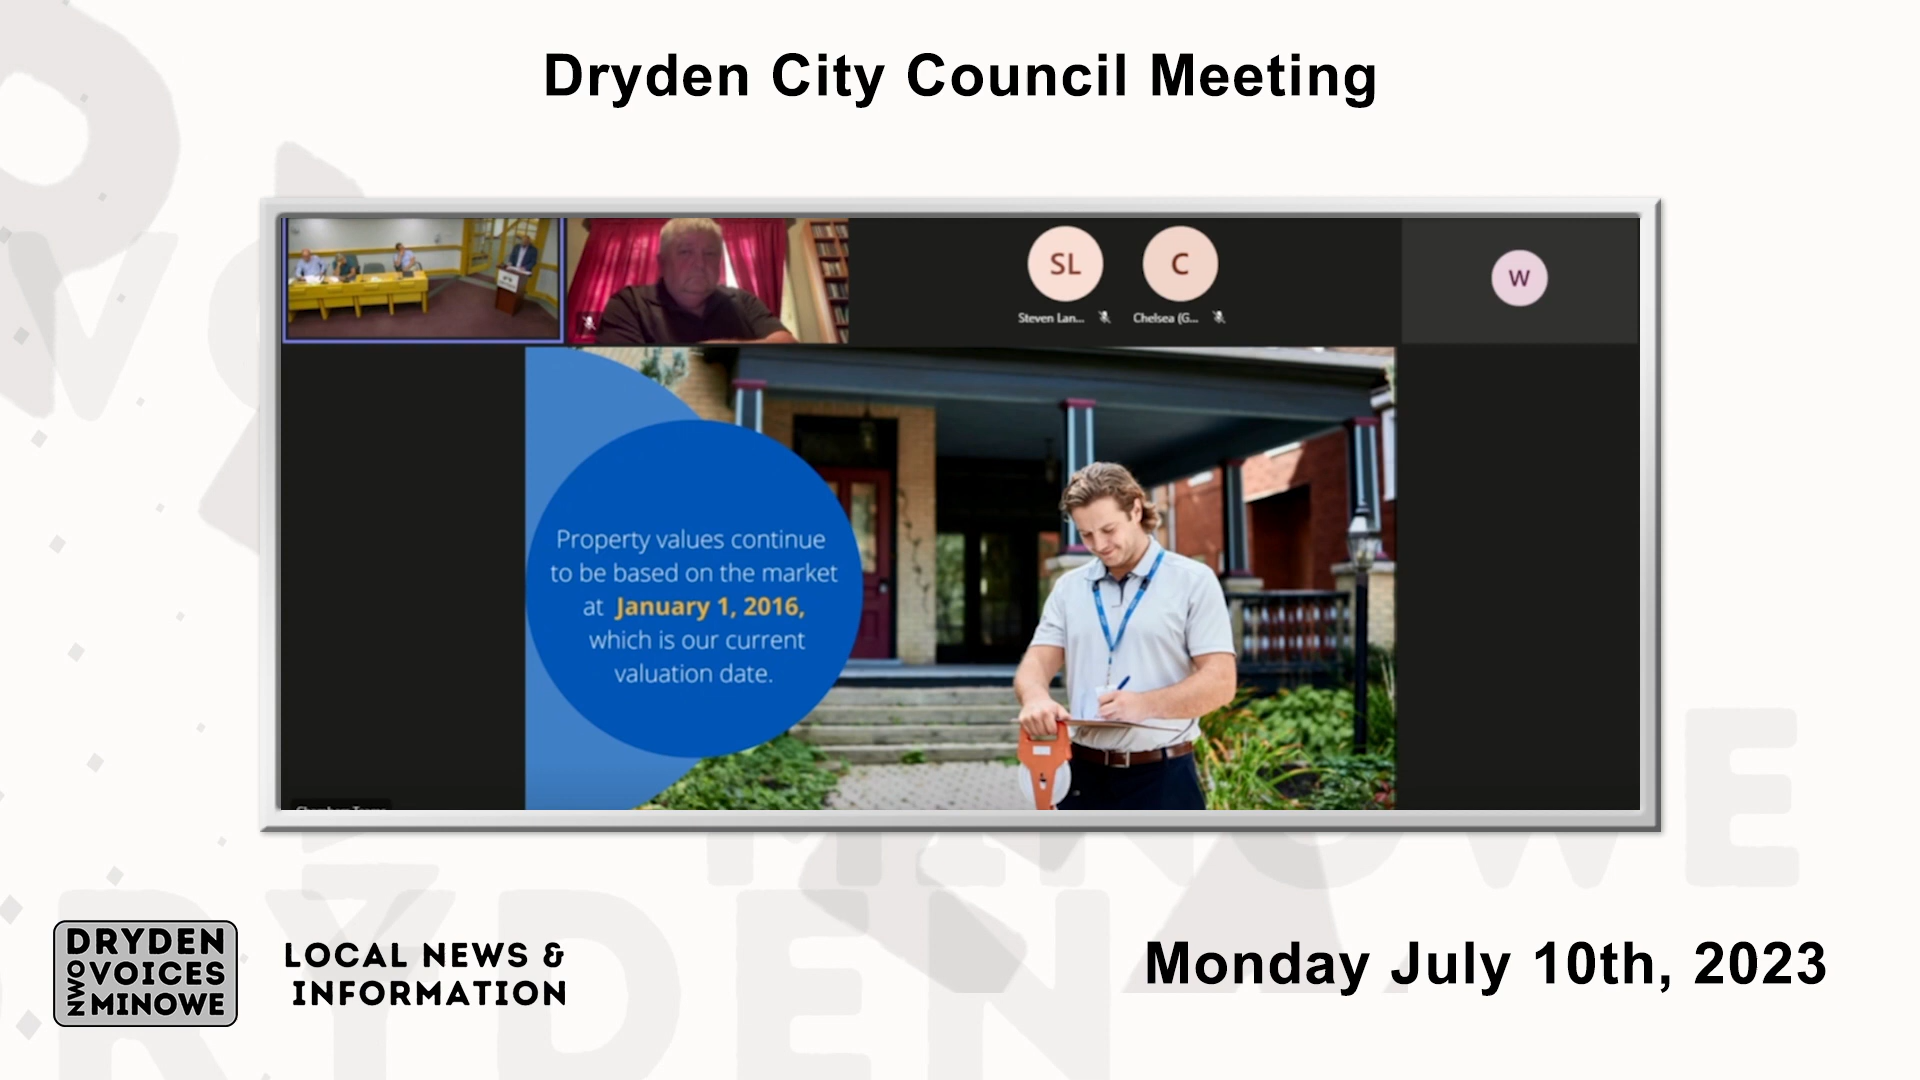 Dryden City Council Meeting
SL
C
W
Steven Lan...
Chelsea (G...
Property values continue
to be based on the market
at January 1, 2016,
which is our current
valuation date.
DRYDEN
NWO VOICES
MINOWE
LOCAL NEWS &
INFORMATION
Monday July 10th, 2023